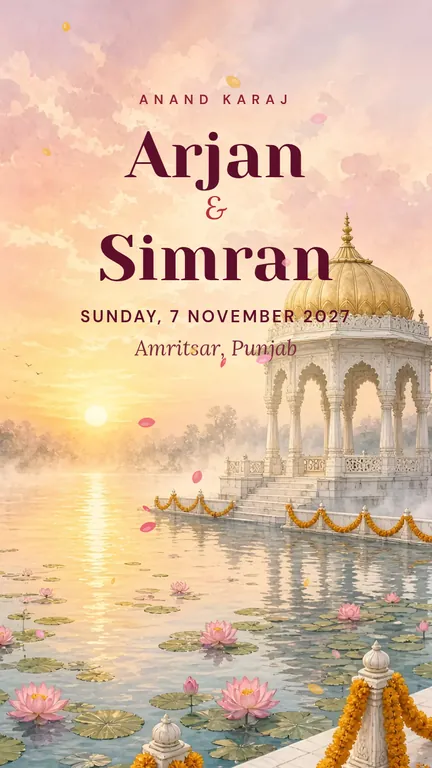 ANAND KARAJ
Arjan
&
Simran
SUNDAY, 7 NOVEMBER 2027
Amritsar, Punjab